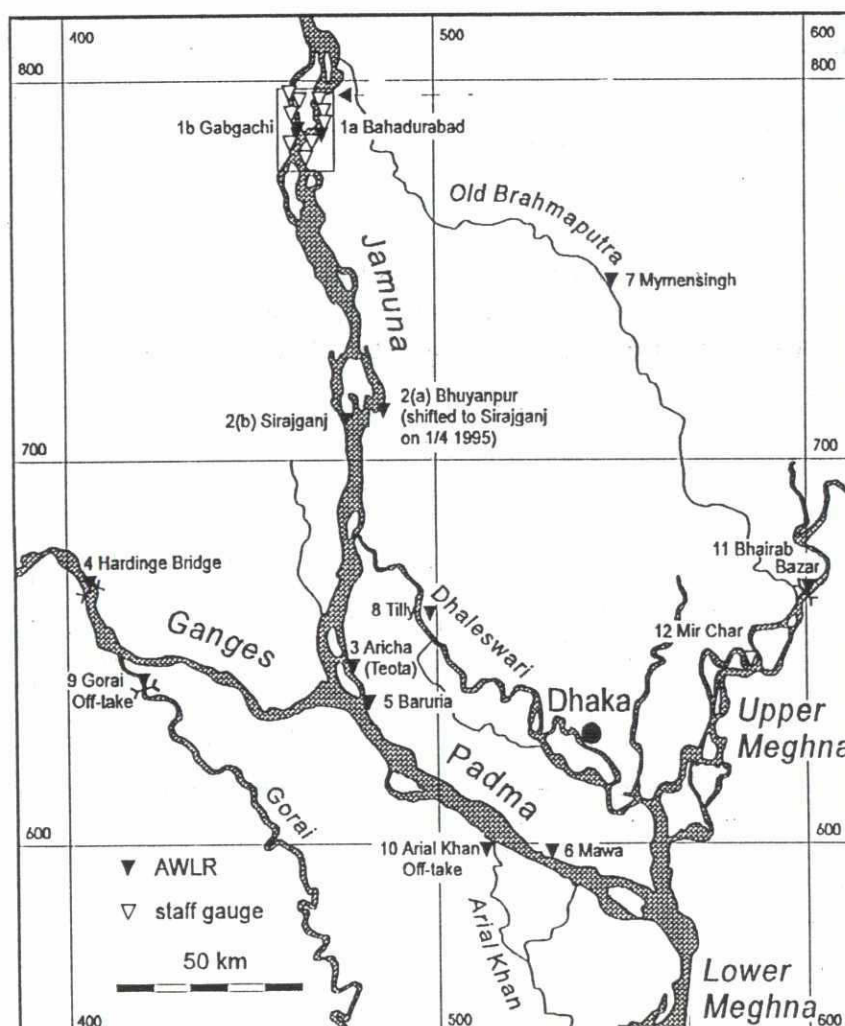 400
500
600
800
800
1b Gabgachi
1a Bahadurabad
Old Brahmaputra
Jamuna
7 Mymensingh
2(a) Bhuyanpur
(shifted to Sirajganj
on 1/4 1995)
2(b) Sirajganj
700
700
11 Bhairab
Bazar
4 Hardinge Bridge
8 Tilly
Dhaleswari
12 Mir Char
Ganges
3 Aricha
(Teota)
9 Gorai
Off-take
5 Baruria
Dhaka
Upper
Meghna
Padma
Gorai
600
600
10 Arial Khan
Off-take
6 Mawa
AWLR
staff gauge
Arial Khan
50 km
Lower
Meghna
400
500
600